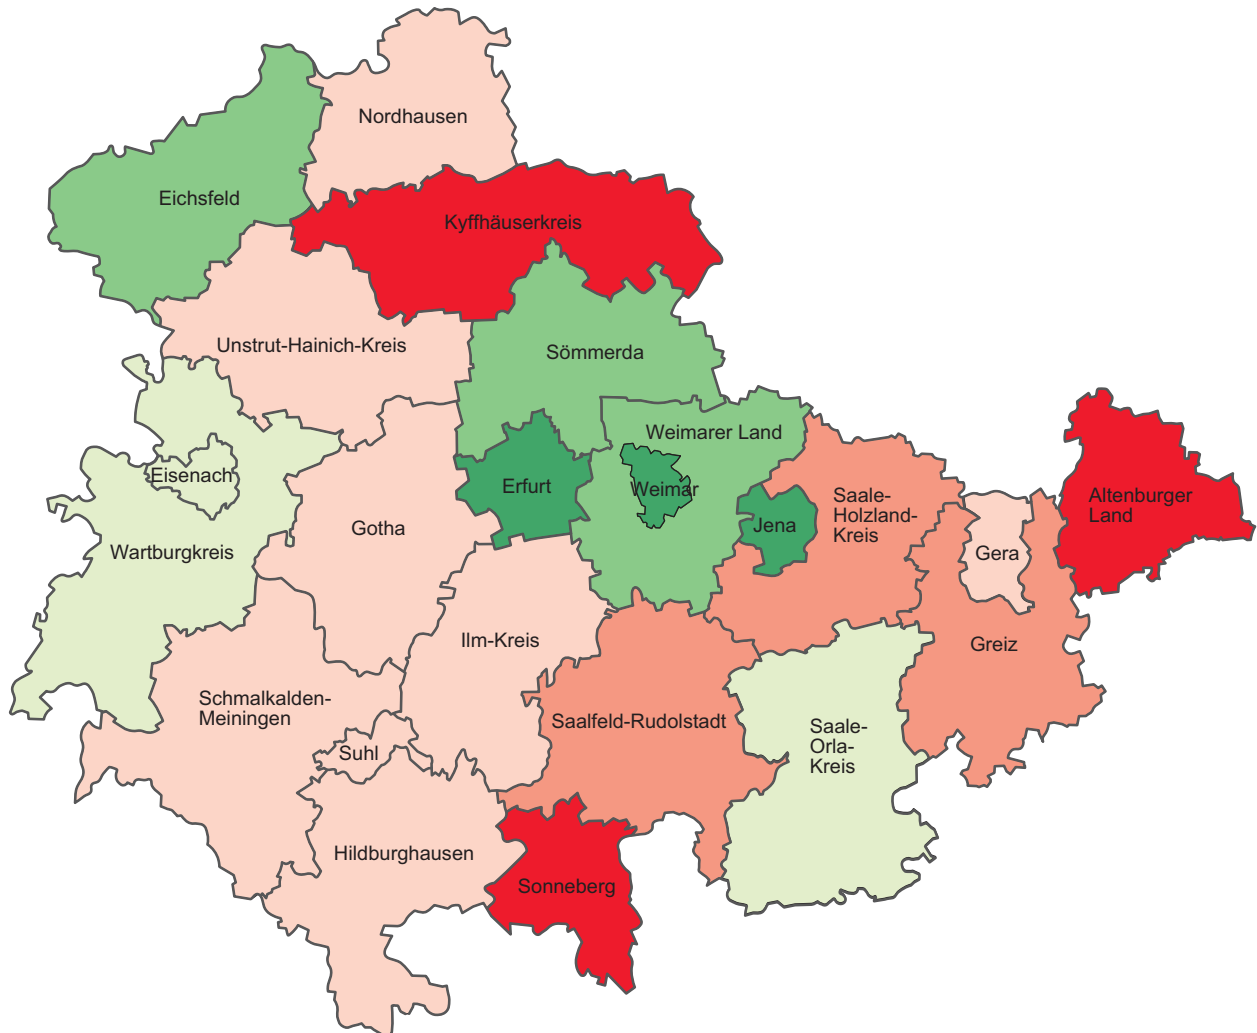 Nordhausen
Eichsfeld
Kyffhäuserkreis
Unstrut-Hainich-Kreis
Sömmerda
Weimarer Land
Eisenach
Erfurt
Weimar
Saale-
Holzland-
Kreis
Altenburger
Land
Jena
Gotha
Wartburgkreis
Gera
Ilm-Kreis
Greiz
Schmalkalden-
Meiningen
Saalfeld-Rudolstadt
Saale-
Orla-
Kreis
Suhl
Hildburghausen
Sonneberg